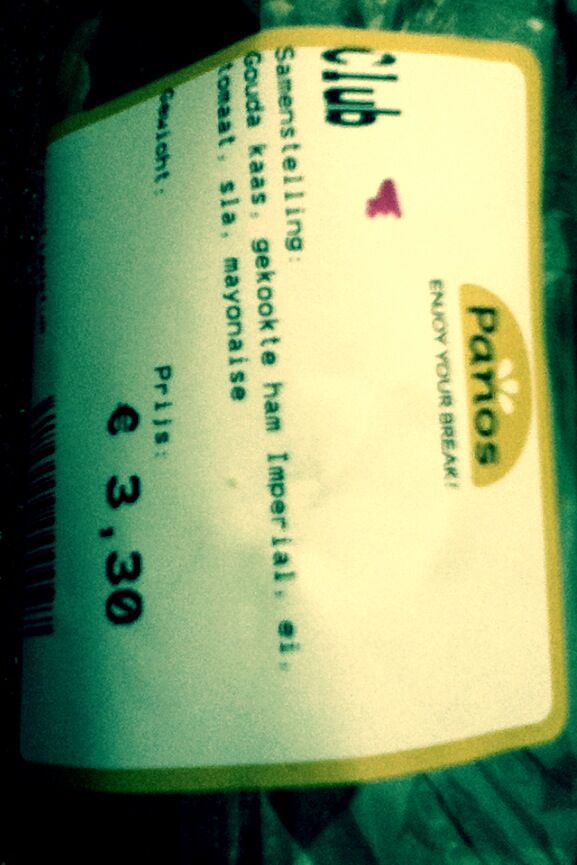 Panos
ENJOY YOUR BREAK!
Club
Samenstelling:
Gouda kaas, gekookte ham Imperial, ei,
tomaat, sla, mayonaise
Gewicht:
Prijs:
€ 3,30